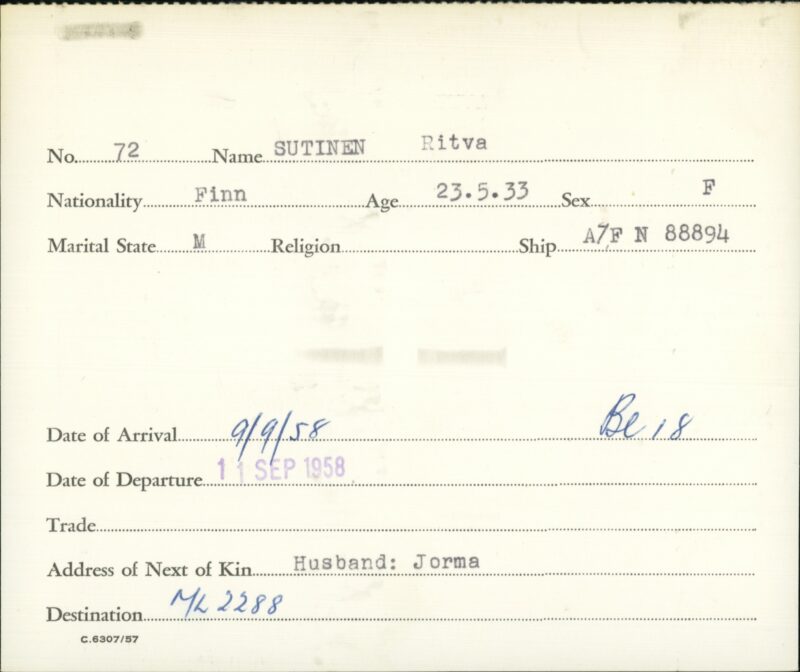 No. 72 Name SUTINEN Ritva
Nationality Finn Age 23.5.33 Sex F
Marital State M Religion Ship A/F N 88894
Date of Arrival 9/9/58 Be 18
Date of Departure 11 SEP 1958
Trade
Address of Next of Kin Husband: Jorma
Destination ML 2288
C.6307/57